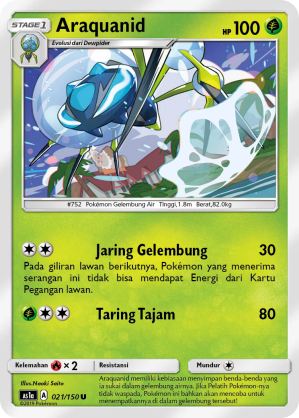 STAGE 1 Araquanid HP 100
Evolusi dari Dewpider
#752 Pokémon Gelembung Air Tinggi,1.8m Berat,82.0kg
Jaring Gelembung 30
Pada giliran lawan berikutnya, Pokémon yang menerima
serangan ini tidak bisa mendapat Energi dari Kartu
Pegangan lawan.
Taring Tajam 80
Kelemahan × 2 Resistansi Mundur
Illus.Naoki Saito
Araquanid memiliki kebiasaan menyimpan benda-benda yang
ia sukai dalam gelembung airnya. Jika Pelatih Pokémon-nya
tidak waspada, Pokémon ini bahkan akan mencoba untuk
menempatkannya di dalam gelembung tersebut.
AS1a A 021/150 U
©2019 Pokémon